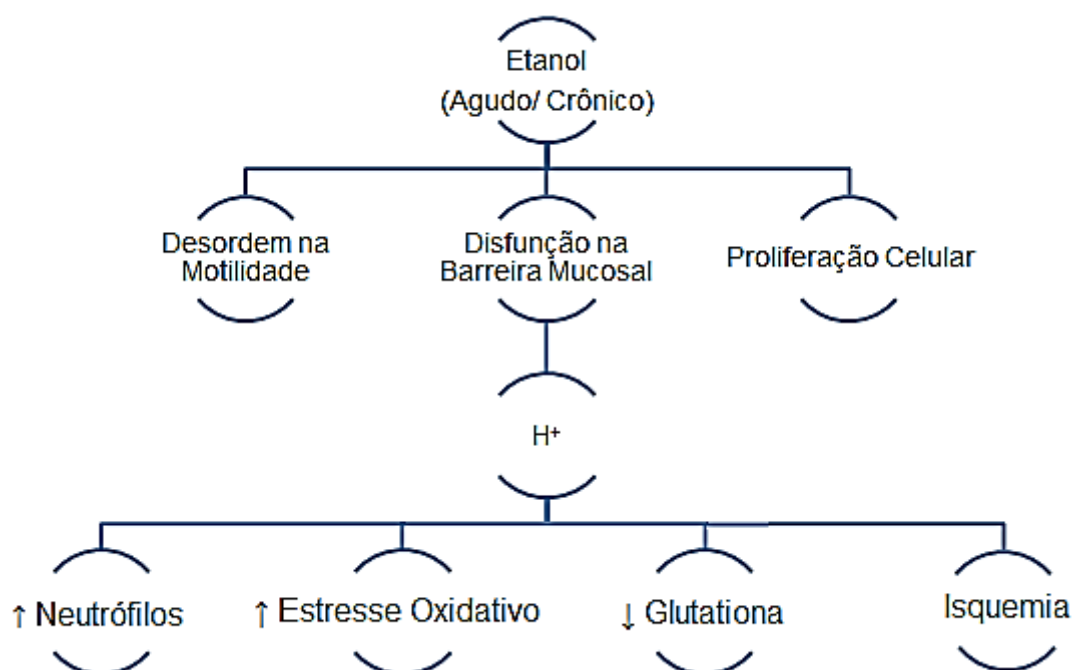 Etanol
(Agudo/ Crônico)
Desordem na
Motilidade
Disfunção na
Barreira Mucosal
Proliferação Celular
H⁺
↑ Neutrófilos
↑ Estresse Oxidativo
↓ Glutationa
Isquemia